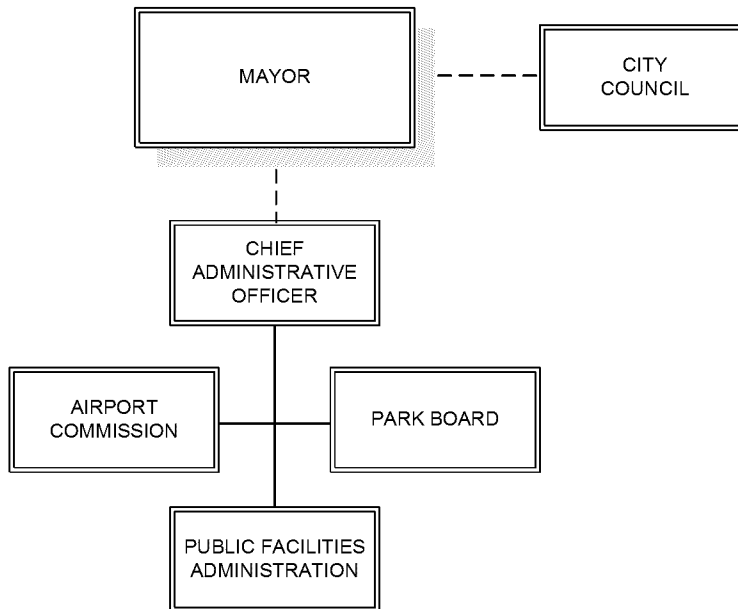 MAYOR
CITY
COUNCIL
CHIEF
ADMINISTRATIVE
OFFICER
AIRPORT
COMMISSION
PARK BOARD
PUBLIC FACILITIES
ADMINISTRATION